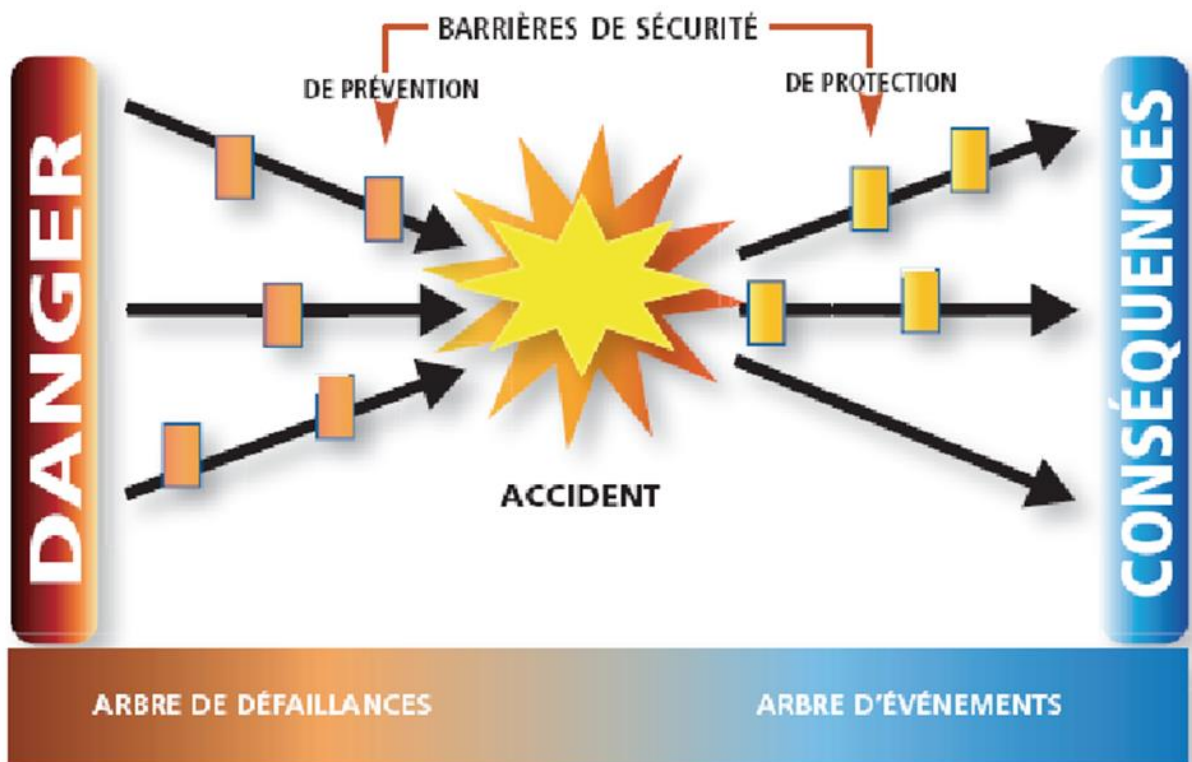 BARRIÈRES DE SÉCURITÉ
DE PRÉVENTION
DE PROTECTION
DANGER
CONSÉQUENCES
ACCIDENT
ARBRE DE DÉFAILLANCES
ARBRE D'ÉVÉNEMENTS